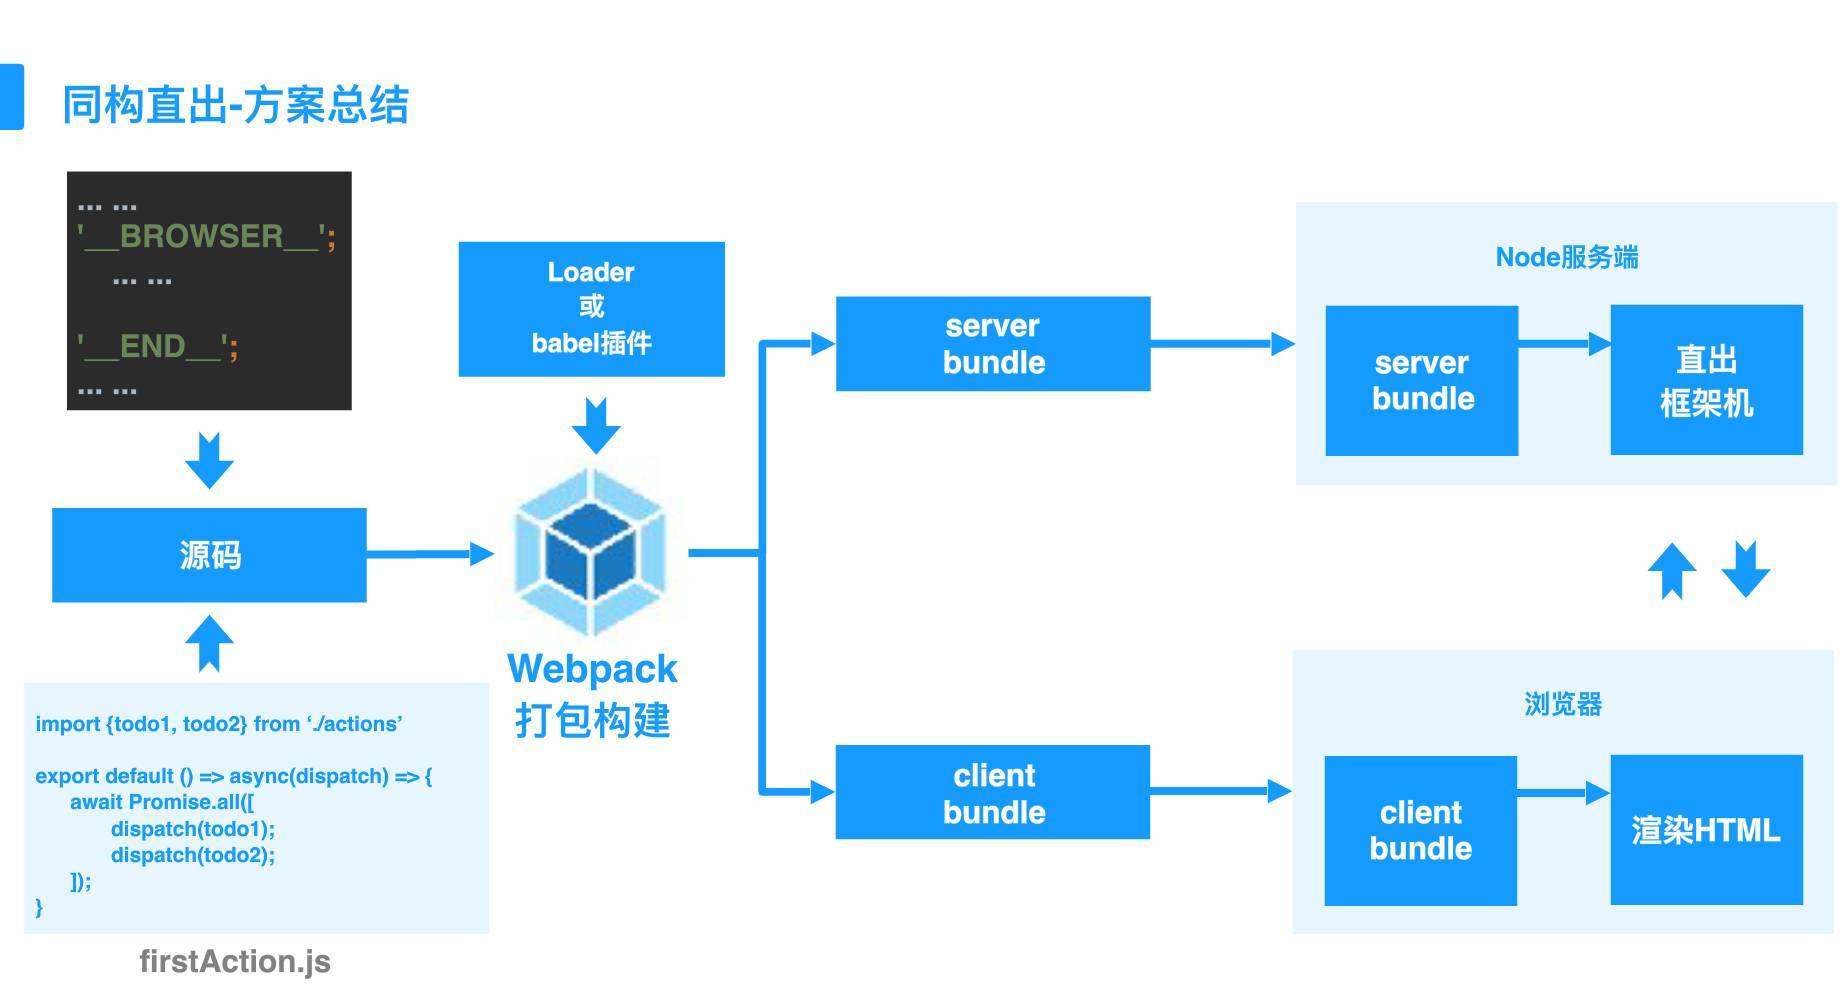 同构直出-方案总结
... ...
'__BROWSER__';
... ...
'__END__';
... ...
Loader
或
babel插件
源码
Webpack
打包构建
import {todo1, todo2} from ‘./actions’
export default () => async(dispatch) => {
await Promise.all([
dispatch(todo1);
dispatch(todo2);
]);
}
firstAction.js
server
bundle
client
bundle
Node服务端
server
bundle
直出
框架机
浏览器
client
bundle
渲染HTML